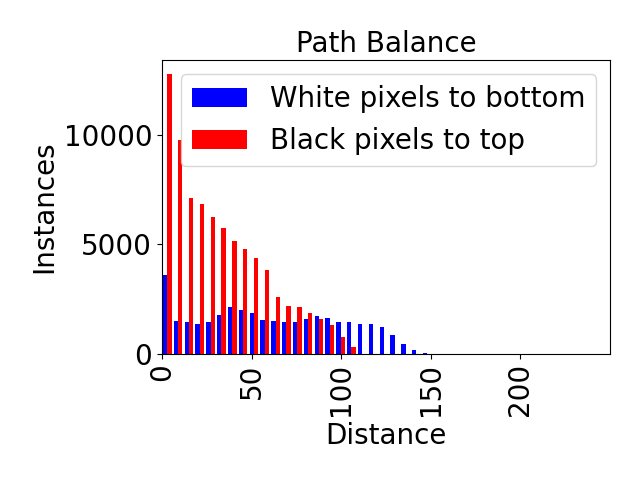 Path Balance
White pixels to bottom
Black pixels to top
Instances
10000
5000
0
0
50
100
150
200
Distance